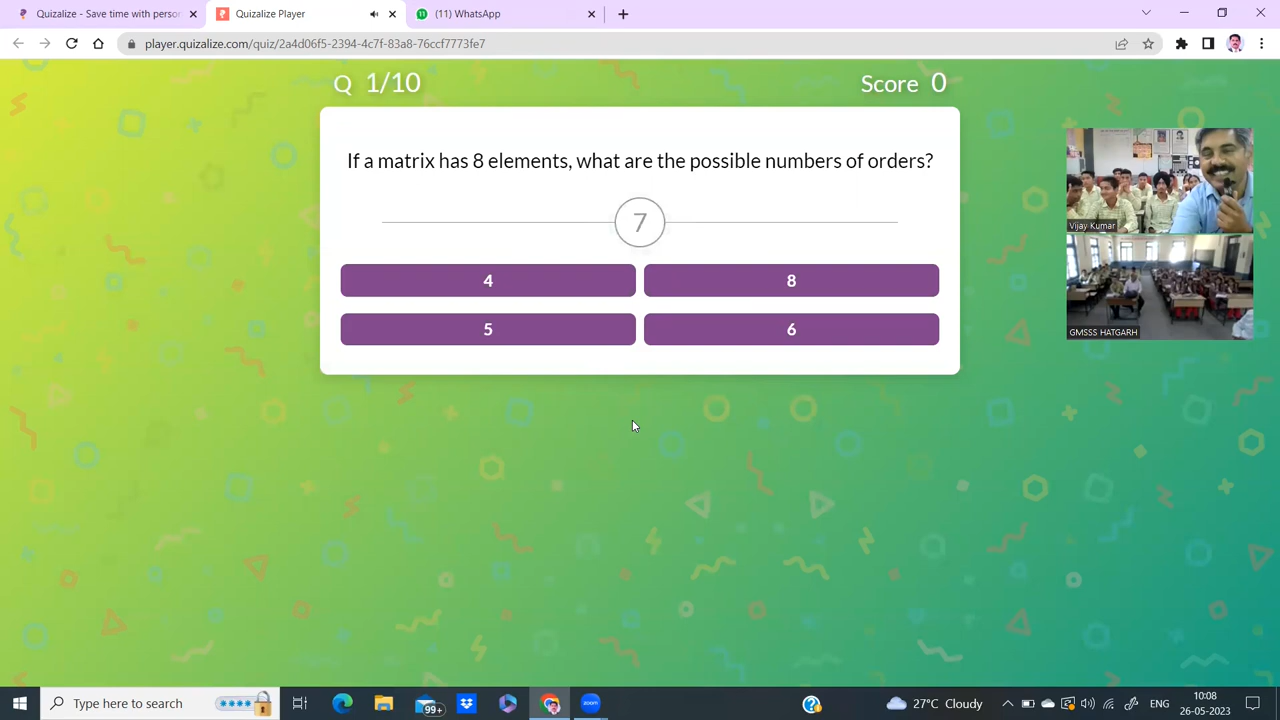 Quizalize - Save time with person
Quizalize Player
(11) WhatsApp
player.quizalize.com/quiz/2a4d06f5-2394-4c7f-83a8-76ccf7773fe7
Q 1/10
Score 0
If a matrix has 8 elements, what are the possible numbers of orders?
7
4
8
5
6
Vijay Kumar
GMSSS HATGARH
Type here to search
99+
zoom
27°C Cloudy
ENG
10:08
26-05-2023